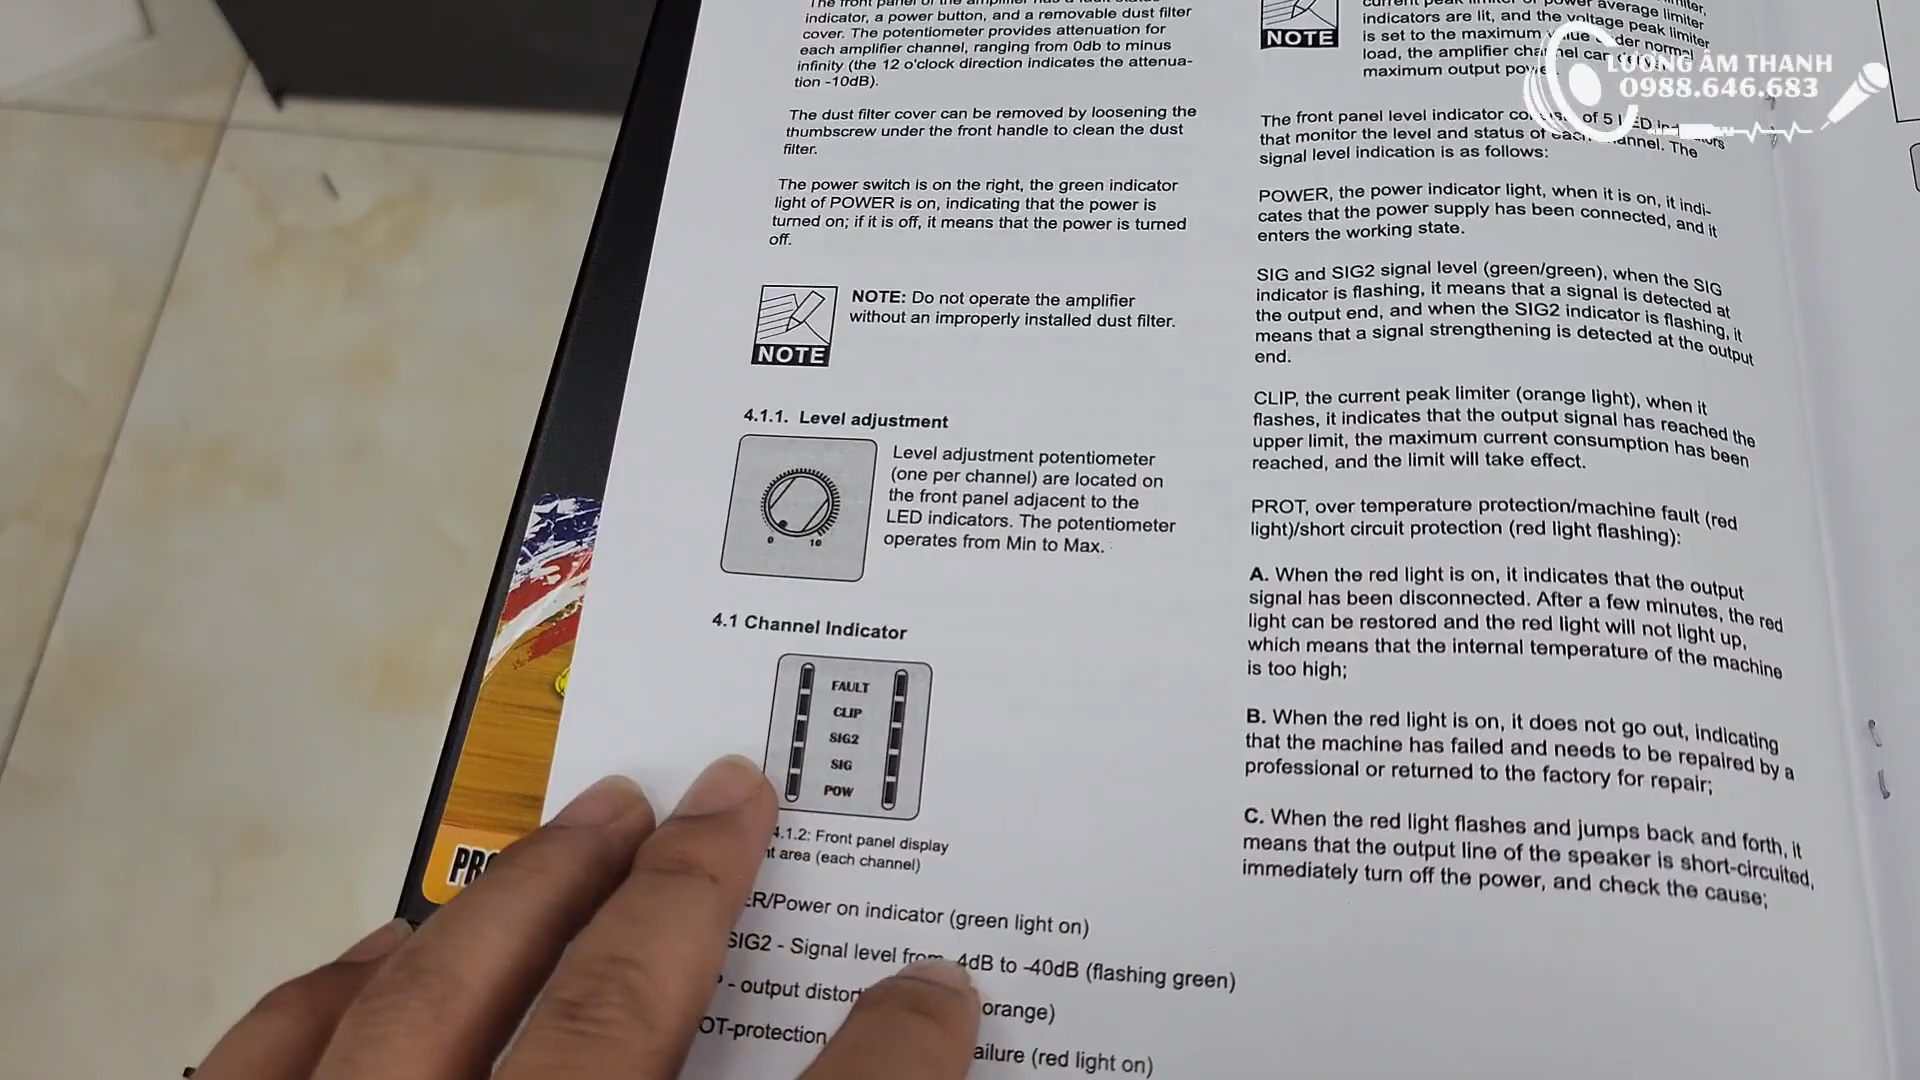 The front panel of the amplifier has a fault status
indicator, a power button, and a removable dust filter
cover. The potentiometer provides attenuation for
each amplifier channel, ranging from 0db to minus
infinity (the 12 o'clock direction indicates the attenua-
tion -10dB).
The dust filter cover can be removed by loosening the
thumbscrew under the front handle to clean the dust
filter.
The power switch is on the right, the green indicator
light of POWER is on, indicating that the power is
turned on; if it is off, it means that the power is turned
off.
NOTE
NOTE: Do not operate the amplifier
without an improperly installed dust filter.
4.1.1. Level adjustment
0 10
Level adjustment potentiometer
(one per channel) are located on
the front panel adjacent to the
LED indicators. The potentiometer
operates from Min to Max.
4.1 Channel Indicator
FAULT
CLIP
SIG2
SIG
POW
4.1.2: Front panel display
area (each channel)
ER/Power on indicator (green light on)
SIG2 - Signal level from -4dB to -40dB (flashing green)
- output distort orange)
OT-protection ailure (red light on)
NOTE
current peak limiter or power average limiter,
indicators are lit, and the voltage peak limiter
is set to the maximum under normal
load, the amplifier channel can
maximum output power.
The front panel level indicator of 5 LED indicators
that monitor the level and status of each channel. The
signal level indication is as follows:
POWER, the power indicator light, when it is on, it indi-
cates that the power supply has been connected, and it
enters the working state.
SIG and SIG2 signal level (green/green), when the SIG
indicator is flashing, it means that a signal is detected at
the output end, and when the SIG2 indicator is flashing, it
means that a signal strengthening is detected at the output
end.
CLIP, the current peak limiter (orange light), when it
flashes, it indicates that the output signal has reached the
upper limit, the maximum current consumption has been
reached, and the limit will take effect.
PROT, over temperature protection/machine fault (red
light)/short circuit protection (red light flashing):
A. When the red light is on, it indicates that the output
signal has been disconnected. After a few minutes, the red
light can be restored and the red light will not light up,
which means that the internal temperature of the machine
is too high;
B. When the red light is on, it does not go out, indicating
that the machine has failed and needs to be repaired by a
professional or returned to the factory for repair;
C. When the red light flashes and jumps back and forth, it
means that the output line of the speaker is short-circuited,
immediately turn off the power, and check the cause;
LƯƠNG ÂM THANH
0988.646.683